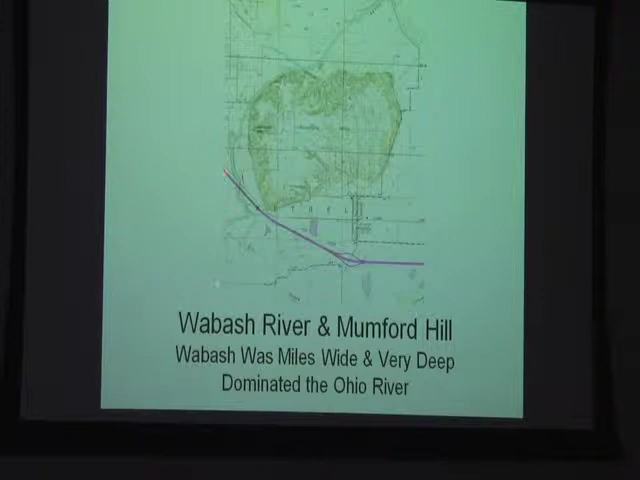 Wabash River & Mumford Hill
Wabash Was Miles Wide & Very Deep
Dominated the Ohio River